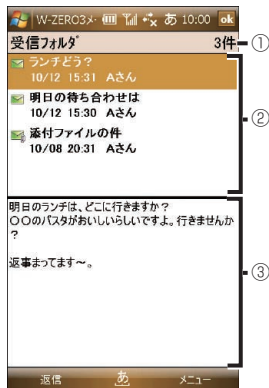 W-ZERO3メ あ 10:00 ok
受信フォルダ 3件 ①
ランチどう?
10/12 15:31 Aさん
②
明日の待ち合わせは
10/12 15:30 Aさん
添付ファイルの件
10/08 20:31 Aさん
明日のランチは、どこに行きますか?
〇〇のパスタがおいしいらしいですよ。行きませんか
?
③
返事まってます~。
返信 あ メニュー